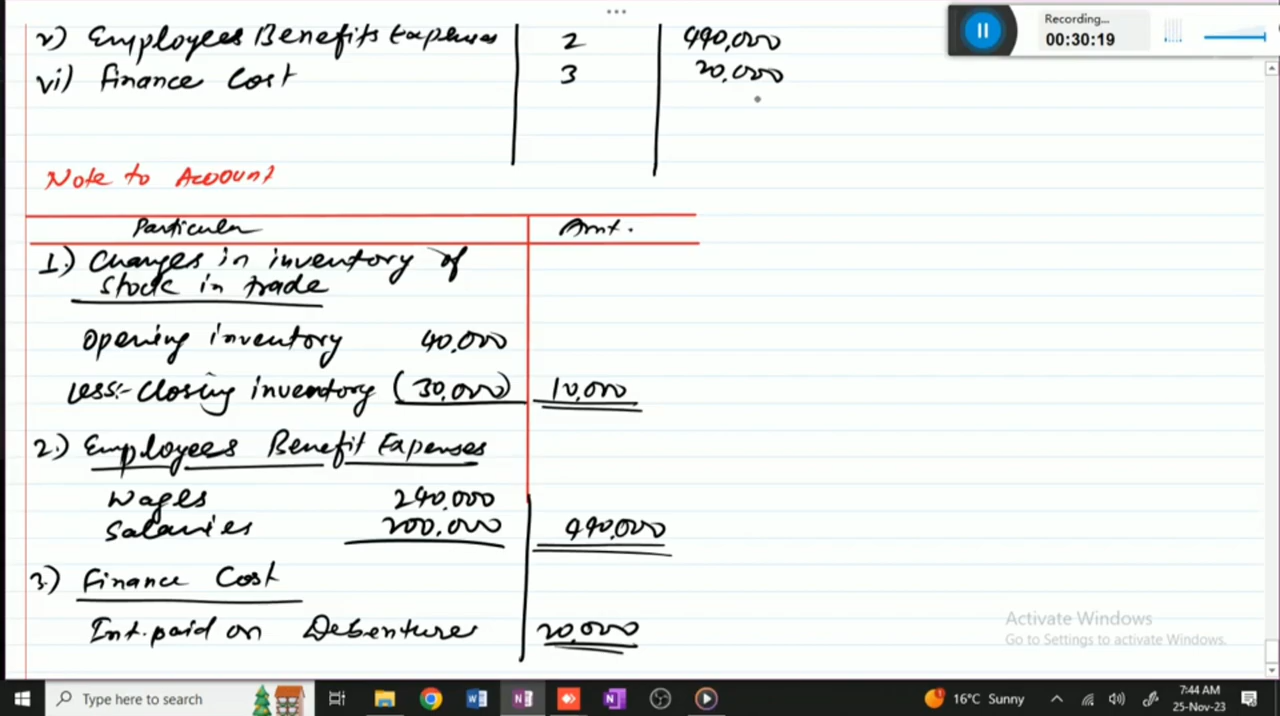 ...
Recording...
00:30:19
v) Employees Benefits Expenses 2 440,000
vi) Finance Cost 3 20,000
Note to Account
Particular Amt.
1.) Changes in inventory of
stock in trade
Opening inventory 40,000
Less:- Closing inventory (30,000) 10,000
2.) Employees Benefit Expenses
Wages 240,000
Salaries 200,000 440,000
3.) Finance Cost
Int. paid on Debentures 20,000
Activate Windows
Go to Settings to activate Windows.
Type here to search
16°C Sunny
7:44 AM
25-Nov-23